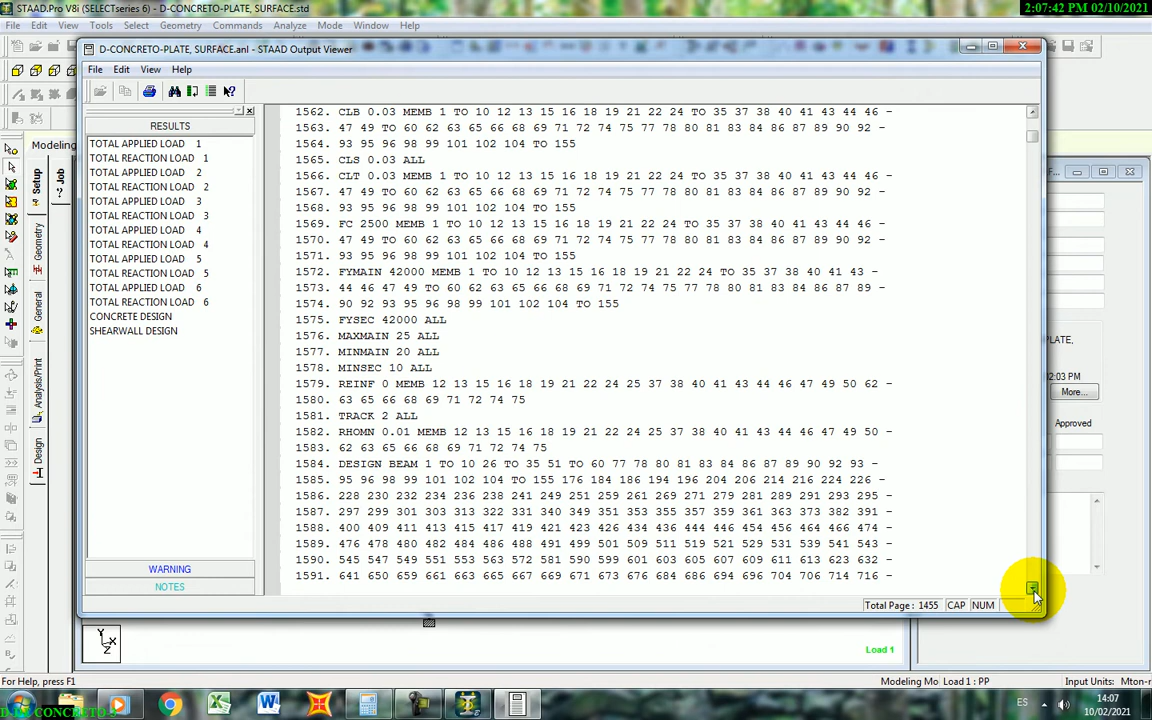 STAAD.Pro V8i (SELECTseries 6) - D-CONCRETO-PLATE, SURFACE.std
2:07:42 PM 02/10/2021
File Edit View Tools Select Geometry Commands Analyze Mode Window Help
D-CONCRETO-PLATE, SURFACE.anl - STAAD Output Viewer
File Edit View Help
RESULTS
TOTAL APPLIED LOAD 1
TOTAL REACTION LOAD 1
TOTAL APPLIED LOAD 2
TOTAL REACTION LOAD 2
TOTAL APPLIED LOAD 3
TOTAL REACTION LOAD 3
TOTAL APPLIED LOAD 4
TOTAL REACTION LOAD 4
TOTAL APPLIED LOAD 5
TOTAL REACTION LOAD 5
TOTAL APPLIED LOAD 6
TOTAL REACTION LOAD 6
CONCRETE DESIGN
SHEARWALL DESIGN
WARNING
NOTES
1562. CLB 0.03 MEMB 1 TO 10 12 13 15 16 18 19 21 22 24 TO 35 37 38 40 41 43 44 46 -
1563. 47 49 TO 60 62 63 65 66 68 69 71 72 74 75 77 78 80 81 83 84 86 87 89 90 92 -
1564. 93 95 96 98 99 101 102 104 TO 155
1565. CLS 0.03 ALL
1566. CLT 0.03 MEMB 1 TO 10 12 13 15 16 18 19 21 22 24 TO 35 37 38 40 41 43 44 46 -
1567. 47 49 TO 60 62 63 65 66 68 69 71 72 74 75 77 78 80 81 83 84 86 87 89 90 92 -
1568. 93 95 96 98 99 101 102 104 TO 155
1569. FC 2500 MEMB 1 TO 10 12 13 15 16 18 19 21 22 24 TO 35 37 38 40 41 43 44 46 -
1570. 47 49 TO 60 62 63 65 66 68 69 71 72 74 75 77 78 80 81 83 84 86 87 89 90 92 -
1571. 93 95 96 98 99 101 102 104 TO 155
1572. FYMAIN 42000 MEMB 1 TO 10 12 13 15 16 18 19 21 22 24 TO 35 37 38 40 41 43 -
1573. 44 46 47 49 TO 60 62 63 65 66 68 69 71 72 74 75 77 78 80 81 83 84 86 87 89 -
1574. 90 92 93 95 96 98 99 101 102 104 TO 155
1575. FYSEC 42000 ALL
1576. MAXMAIN 25 ALL
1577. MINMAIN 20 ALL
1578. MINSEC 10 ALL
1579. REINF 0 MEMB 12 13 15 16 18 19 21 22 24 25 37 38 40 41 43 44 46 47 49 50 62 -
1580. 63 65 66 68 69 71 72 74 75
1581. TRACK 2 ALL
1582. RHOMN 0.01 MEMB 12 13 15 16 18 19 21 22 24 25 37 38 40 41 43 44 46 47 49 50 -
1583. 62 63 65 66 68 69 71 72 74 75
1584. DESIGN BEAM 1 TO 10 26 TO 35 51 TO 60 77 78 80 81 83 84 86 87 89 90 92 93 -
1585. 95 96 98 99 101 102 104 TO 155 176 184 186 194 196 204 206 214 216 224 226 -
1586. 228 230 232 234 236 238 241 249 251 259 261 269 271 279 281 289 291 293 295 -
1587. 297 299 301 303 313 322 331 340 349 351 353 355 357 359 361 363 373 382 391 -
1588. 400 409 411 413 415 417 419 421 423 426 434 436 444 446 454 456 464 466 474 -
1589. 476 478 480 482 484 486 488 491 499 501 509 511 519 521 529 531 539 541 543 -
1590. 545 547 549 551 553 563 572 581 590 599 601 603 605 607 609 611 613 623 632 -
1591. 641 650 659 661 663 665 667 669 671 673 676 684 686 694 696 704 706 714 716 -
Total Page : 1455 CAP NUM
Modeling
Setup
Job
Geometry
General
Analysis/Print
Design
F...
PLATE,
02:03 PM
More...
Approved
Y
X
Z
Load 1
For Help, press F1
Modeling Mo Load 1 : PP Input Units: Mton-m
D-DE CONCRETO-
ES
14:07
10/02/2021